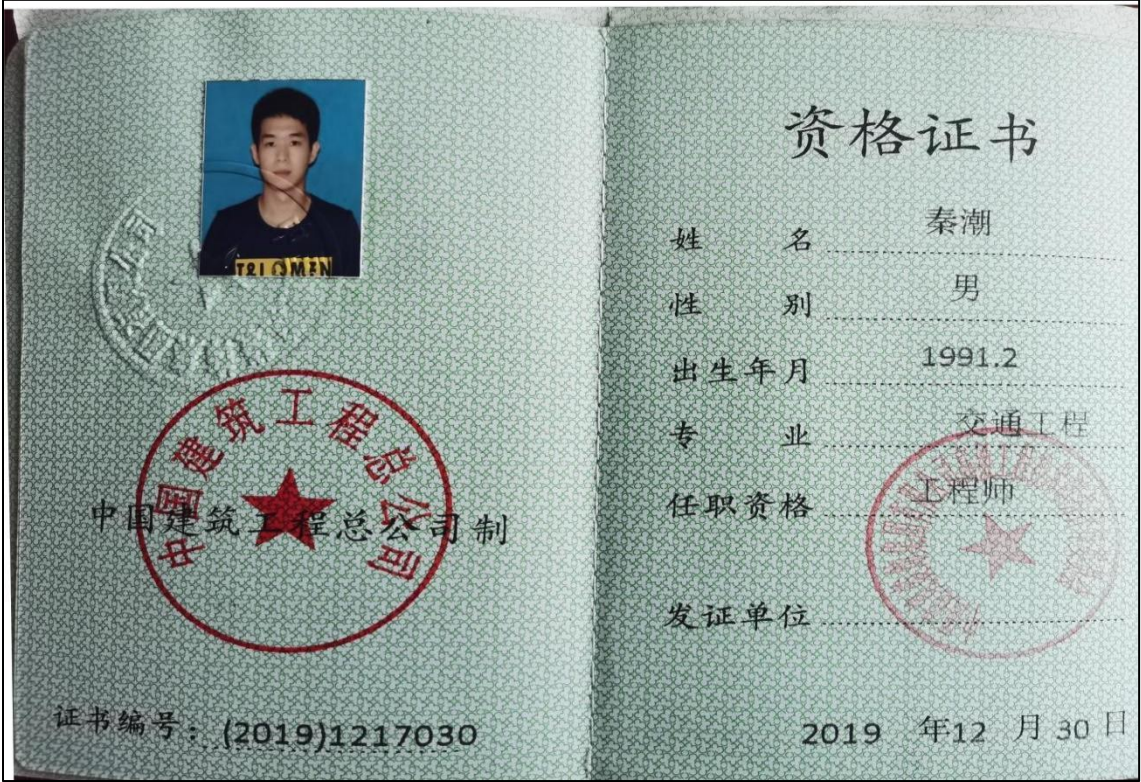 T&LOMEN
中国建筑工程总公司
中国建筑工程总公司制
证书编号：(2019)1217030
资格证书
姓 名 秦潮
性 别 男
出生年月 1991.2
专 业 交通工程
任职资格 工程师
发证单位
2019 年12 月 30 日